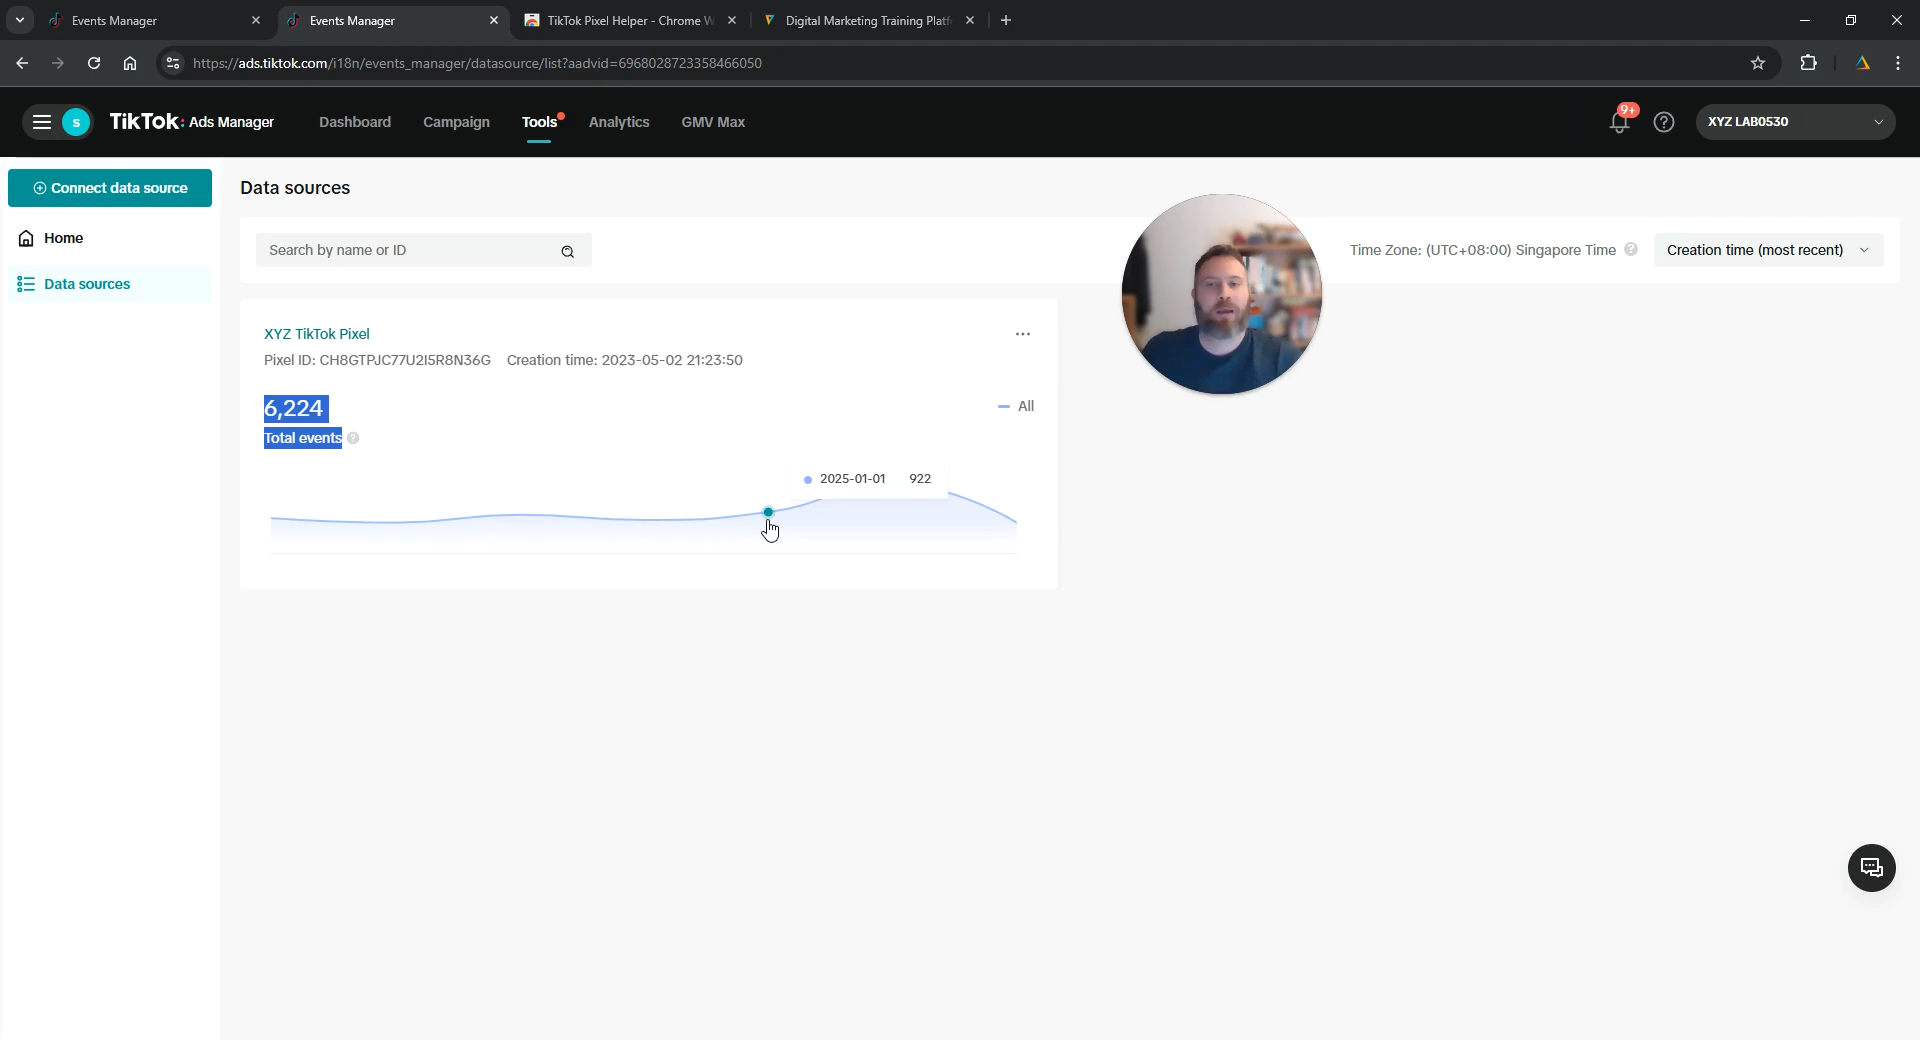 Events Manager
Events Manager
TikTok Pixel Helper - Chrome W
Digital Marketing Training Platf
https://ads.tiktok.com/i18n/events_manager/datasource/list?aadvid=6968028723358466050
s
TikTok: Ads Manager
Dashboard
Campaign
Tools
Analytics
GMV Max
9+
XYZ LAB0530
Connect data source
Home
Data sources
Data sources
Search by name or ID
Time Zone: (UTC+08:00) Singapore Time
Creation time (most recent)
XYZ TikTok Pixel
Pixel ID: CH8GTPJC77U2I5R8N36G Creation time: 2023-05-02 21:23:50
6,224
Total events
All
2025-01-01 922